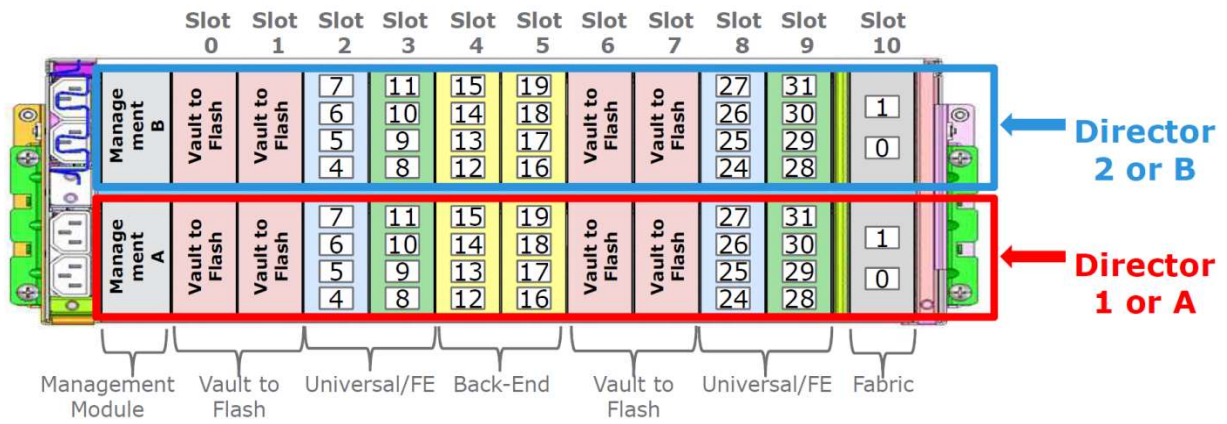 Slot Slot Slot Slot Slot Slot Slot Slot Slot Slot Slot
0 1 2 3 4 5 6 7 8 9 10
Manage
ment
B
Vault to
Flash
Vault to
Flash
7 11 15 19
6 10 14 18
5 9 13 17
4 8 12 16
Vault to
Flash
Vault to
Flash
27 31
26 30
25 29
24 28
1
0
Director
2 or B
Manage
ment
A
Vault to
Flash
Vault to
Flash
7 11 15 19
6 10 14 18
5 9 13 17
4 8 12 16
Vault to
Flash
Vault to
Flash
27 31
26 30
25 29
24 28
1
0
Director
1 or A
Management Vault to Universal/FE Back-End Vault to Universal/FE Fabric
Module Flash Flash